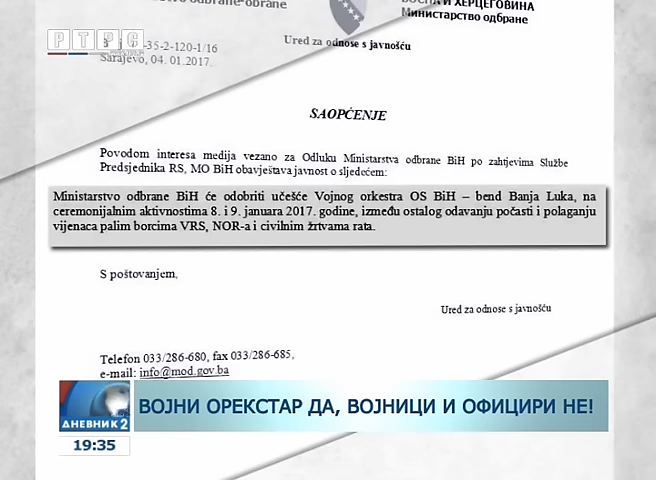 odbrane
БОСНА И ХЕРЦЕГОВИНА
Министарство одбране
РТРС
35-2-120-1/16
Sarajevo, 04. 01.2017.
Ured za odnose s javnošću
SAOPĆENJE
Povodom interesa medija vezano za Odluku Ministarstva odbrane BiH po zahtjevima Službe
Predsjednika RS, MO BiH obavještava javnost o sljedećem:
Ministarstvo odbrane BiH će odobriti učešće Vojnog orkestra OS BiH – bend Banja Luka, na
ceremonijalnim aktivnostima 8. i 9. januara 2017. godine, između ostalog odavanju počasti i polaganju
vijenaca palim borcima VRS, NOR-a i civilnim žrtvama rata.
S poštovanjem,
Ured za odnose s javnošću
Telefon 033/286-680, fax 033/286-685,
e-mail: info@mod.gov.ba
ДНЕВНИК 2
ВОЈНИ ОРЕКСТАР ДА, ВОЈНИЦИ И ОФИЦИРИ НЕ!
19:35